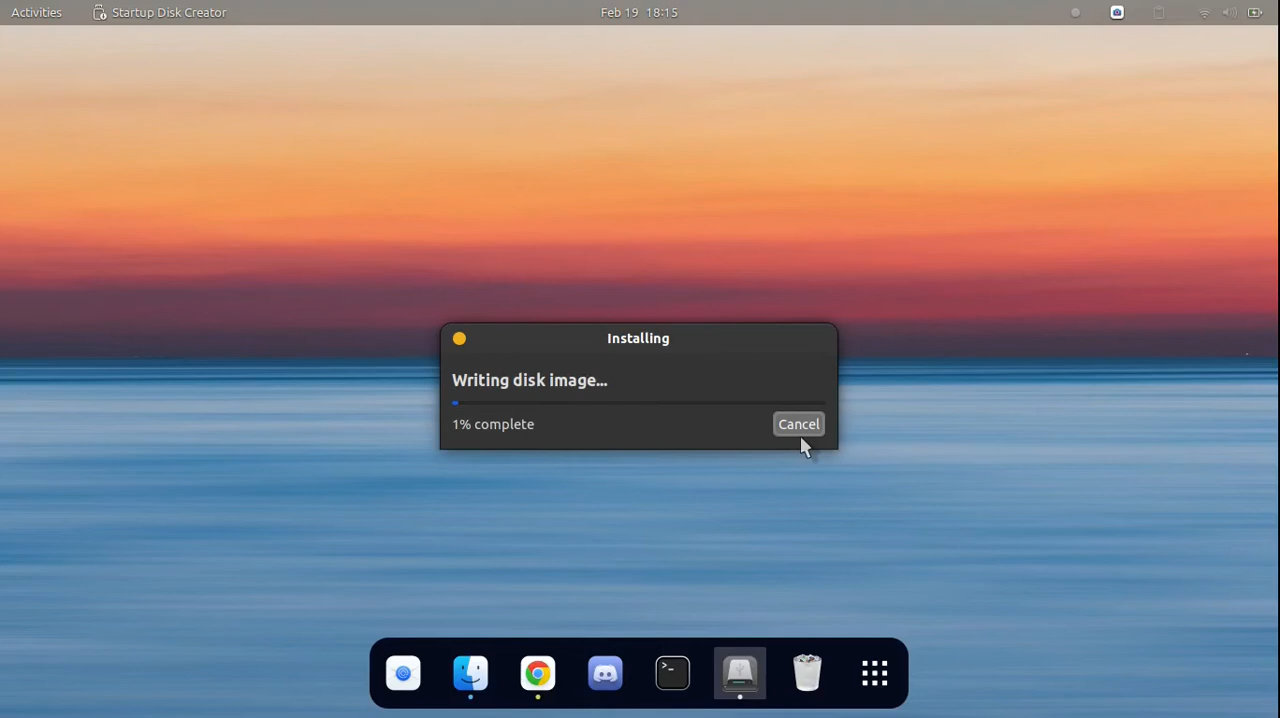 Activities
Startup Disk Creator
Feb 19 18:15
Installing
Writing disk image...
1% complete
Cancel
>_